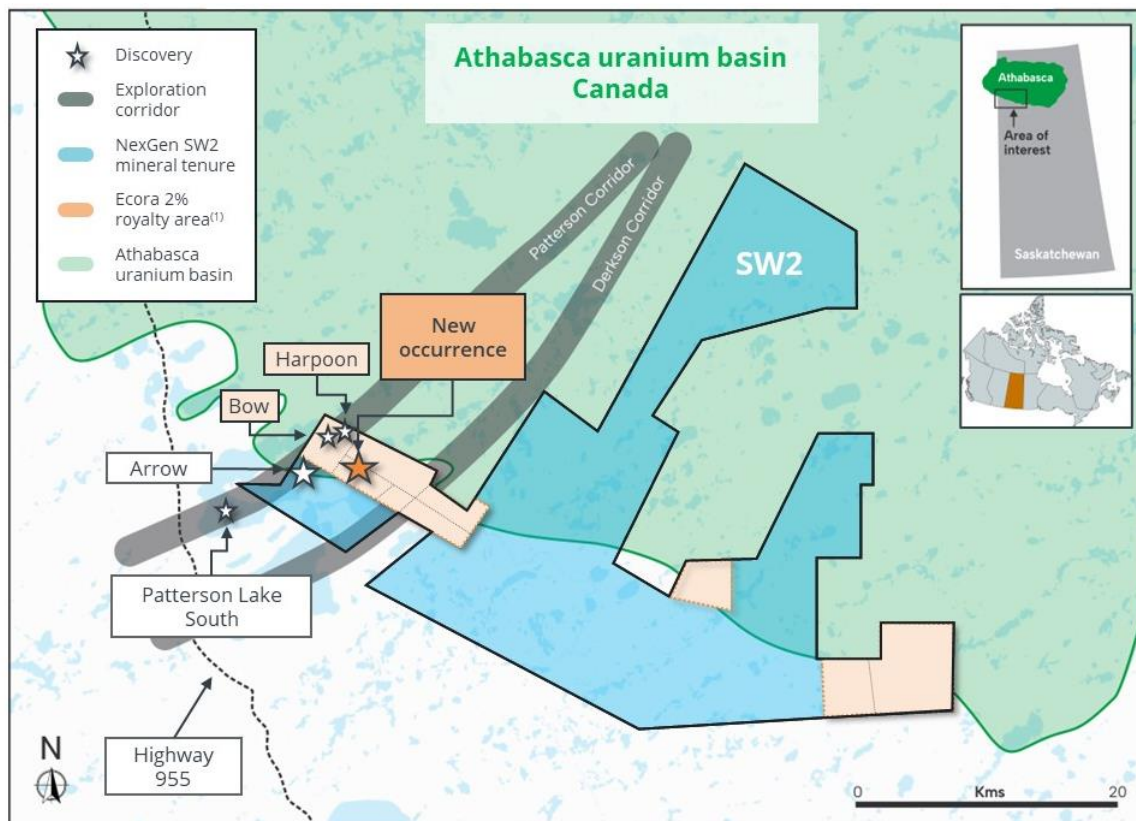 Discovery
Exploration
corridor
NexGen SW2
mineral tenure
Ecora 2%
royalty area(1)
Athabasca
uranium basin
Athabasca uranium basin
Canada
Athabasca
Area of
interest
Saskatchewan
Patterson Corridor
Derkson Corridor
SW2
New
occurrence
Harpoon
Bow
Arrow
Patterson Lake
South
Highway
955
N
0 Kms 20